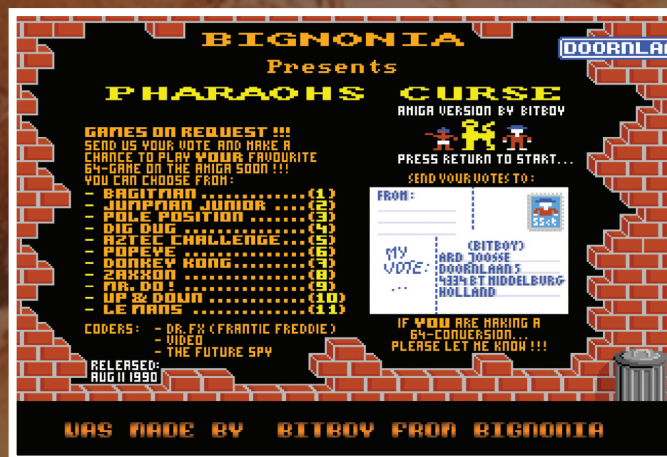 BIGNONIA
DOORNLAA
Presents
PHARAOHS CURSE
AMIGA VERSION BY BITBOY
PRESS RETURN TO START...
GAMES ON REQUEST !!!
SEND US YOUR VOTE AND MAKE A
CHANCE TO PLAY YOUR FAVOURITE
64-GAME ON THE AMIGA SOON !!!
YOU CAN CHOOSE FROM:
- BAGITMAN ..............(1)
- JUMPMAN JUNIOR ....(2)
- POLE POSITION ........(3)
- DIG DUG ................(4)
- AZTEC CHALLENGE...(5)
- POPEYE .................(6)
- DONKEY KONG..........(7)
- ZAXXON .................(8)
- MR. DO ! .................(9)
- UP & DOWN ............(10)
- LE MANS ................(11)
CODERS: - DR. FX (FRANTIC FREDDIE)
- VIDEO
- THE FUTURE SPY
RELEASED:
AUG 11 1990
SEND YOUR VOTES TO:
FROM:
55ct
MY
VOTE:
...
(BITBOY)
ARD JOOSSE
DOORNLAAN 5
4334 BT MIDDELBURG
HOLLAND
IF YOU ARE MAKING A
64-CONVERSION...
PLEASE LET ME KNOW !!!
WAS MADE BY BITBOY FROM BIGNONIA